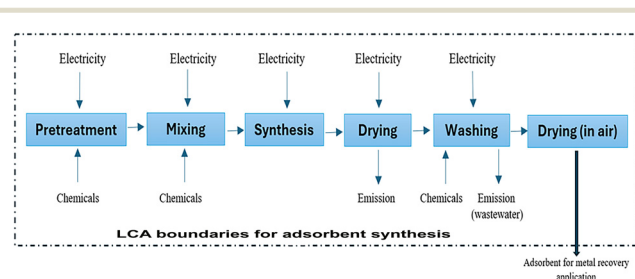 Electricity Electricity Electricity Electricity Electricity
Pretreatment Mixing Synthesis Drying Washing Drying (in air)
Chemicals Chemicals Emission Chemicals Emission
(wastewater)
LCA boundaries for adsorbent synthesis
Adsorbent for metal recovery
application